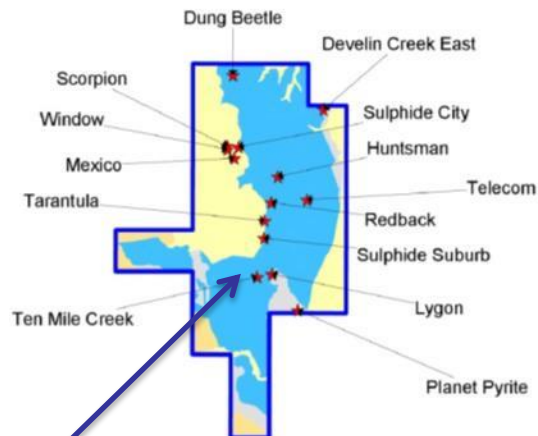 Dung Beetle
Develin Creek East
Scorpion
Sulphide City
Window
Huntsman
Mexico
Telecom
Tarantula
Redback
Sulphide Suburb
Ten Mile Creek
Lygon
Planet Pyrite